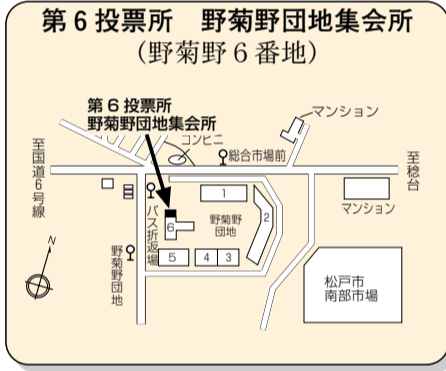 第6投票所 野菊野団地集会所
(野菊野6番地)
第6投票所
野菊野団地集会所
コンビニ
マンション
総合市場前
至国道6号線
至稔台
バス折返場
1
2
野菊野
団地
6
5
4
3
マンション
N
野菊野団地
松戸市
南部市場